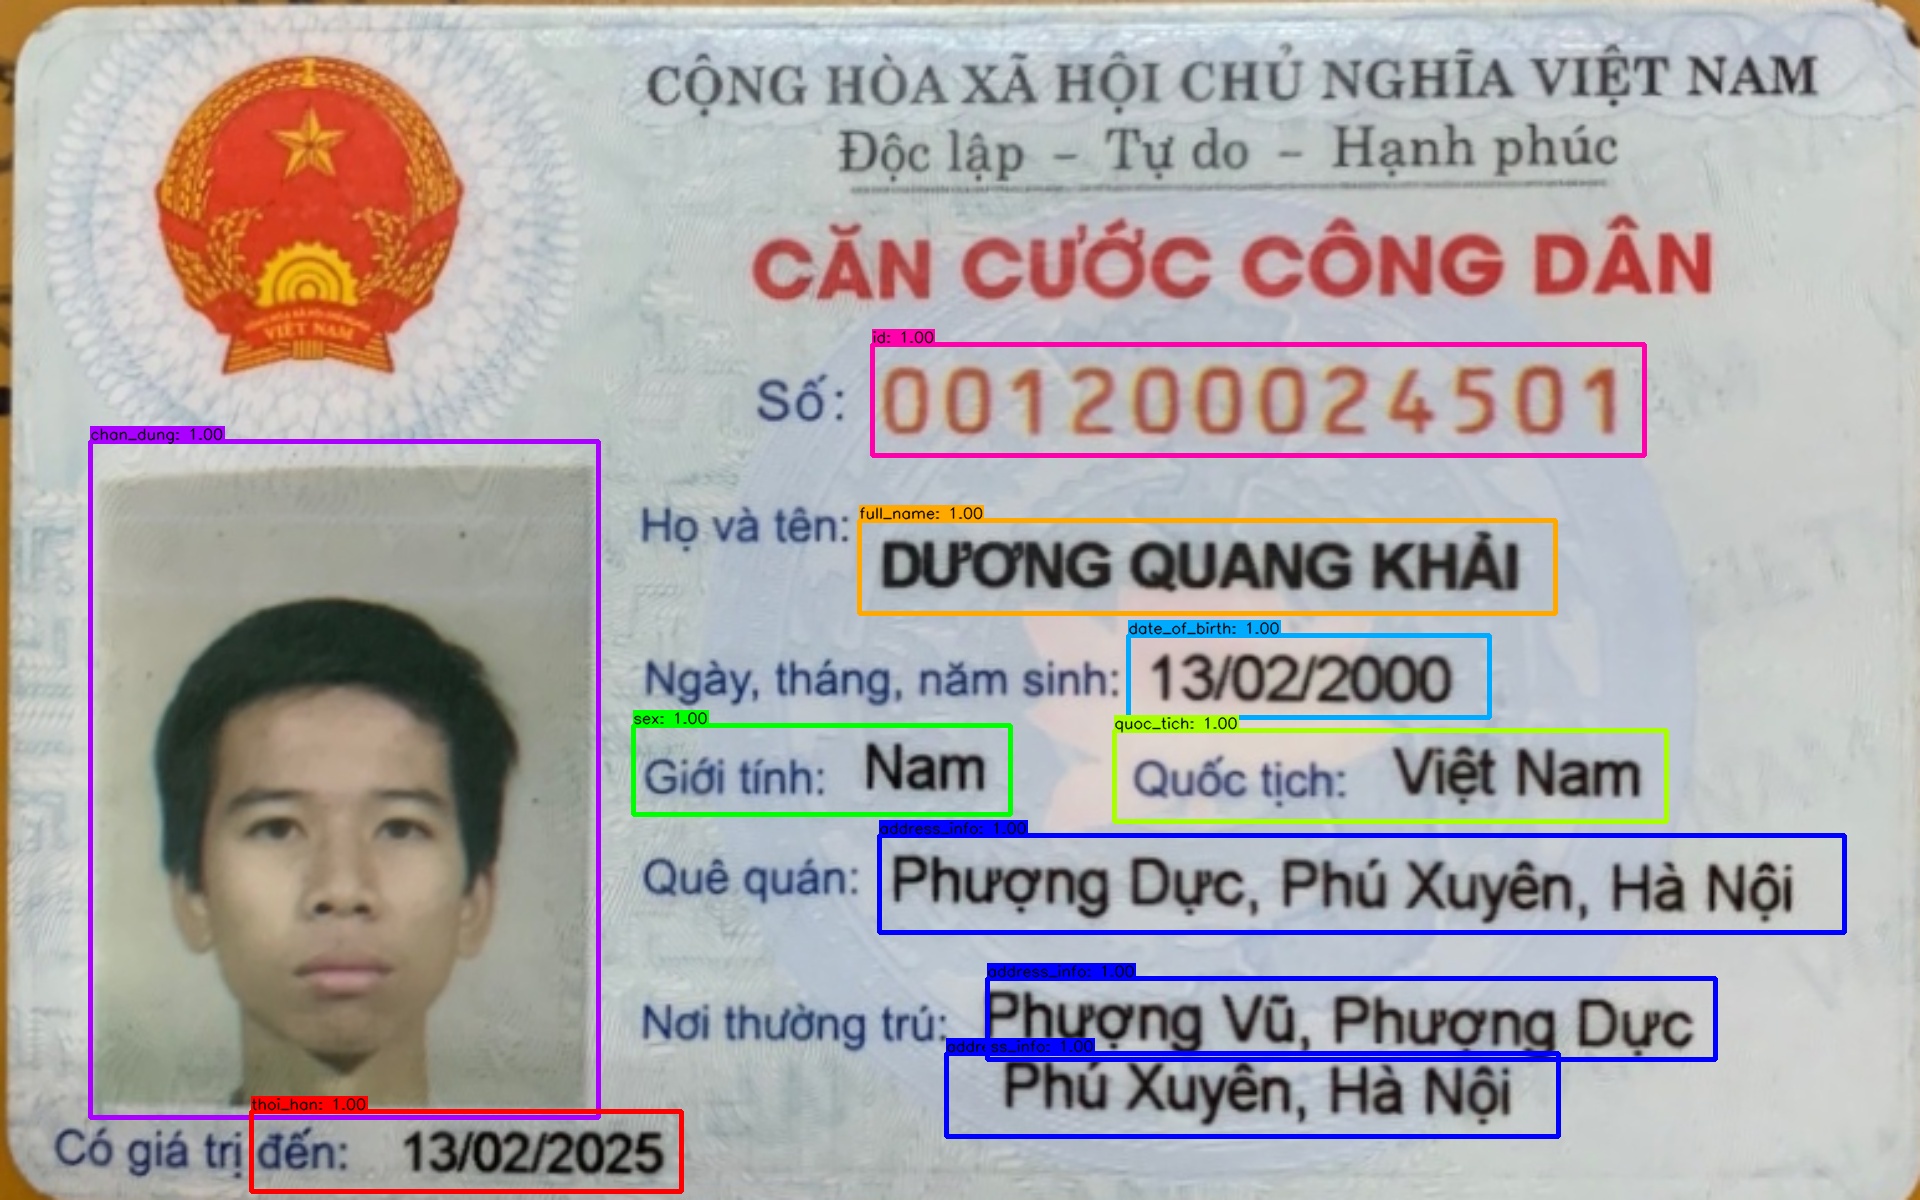 CỘNG HÒA XÃ HỘI CHỦ NGHĨA VIỆT NAM
Độc lập – Tự do – Hạnh phúc
CĂN CƯỚC CÔNG DÂN
VIỆT NAM
id: 1.00
Số: 001200024501
chan_dung: 1.00
full_name: 1.00
Họ và tên: DƯƠNG QUANG KHẢI
date_of_birth: 1.00
Ngày, tháng, năm sinh: 13/02/2000
sex: 1.00 quoc_tich: 1.00
Giới tính: Nam Quốc tịch: Việt Nam
address_info: 1.00
Quê quán: Phượng Dực, Phú Xuyên, Hà Nội
address_info: 1.00
Nơi thường trú: Phượng Vũ, Phượng Dực
address_info: 1.00
Phú Xuyên, Hà Nội
thoi_han: 1.00
Có giá trị đến: 13/02/2025